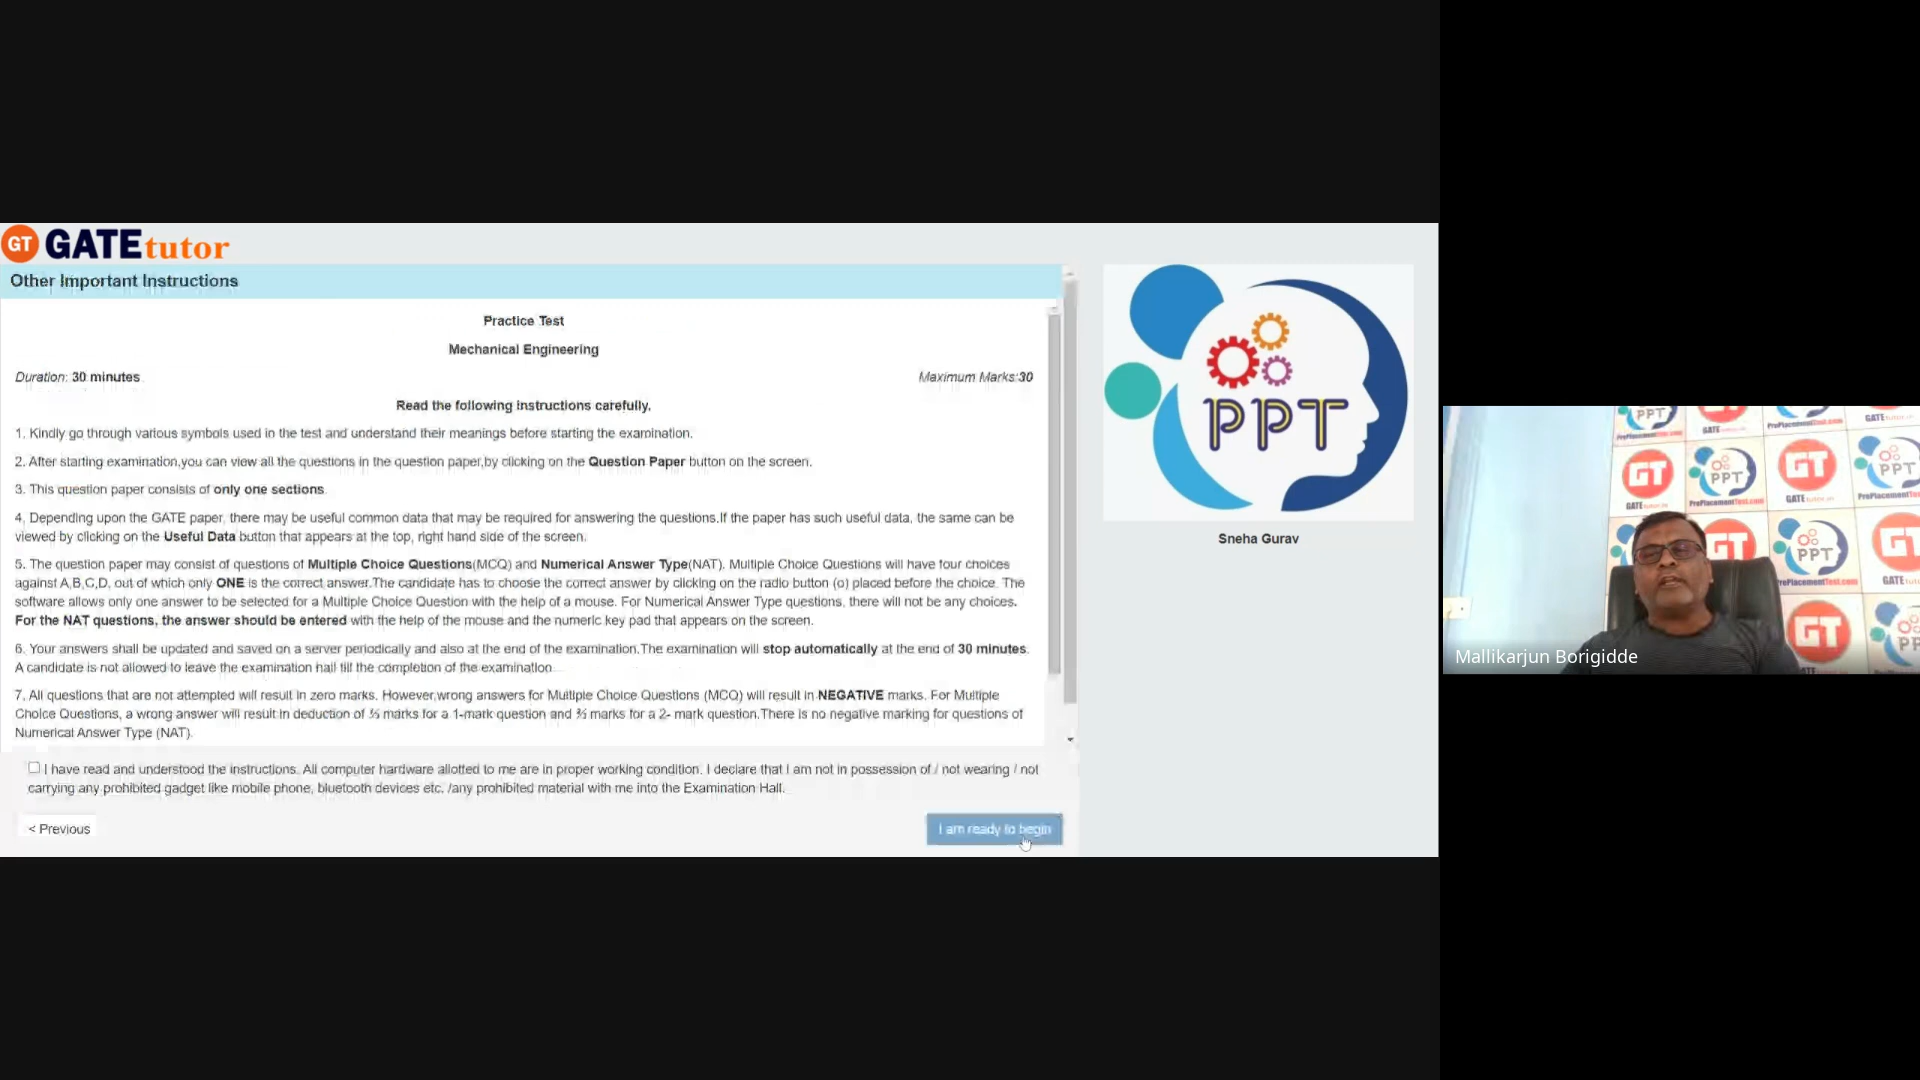 GT GATEtutor
Other Important Instructions
Practice Test
Mechanical Engineering
Duration: 30 minutes
Maximum Marks:30
Read the following instructions carefully.
1. Kindly go through various symbols used in the test and understand their meanings before starting the examination.
2. After starting examination,you can view all the questions in the question paper,by clicking on the Question Paper button on the screen.
3. This question paper consists of only one sections.
4. Depending upon the GATE paper, there may be useful common data that may be required for answering the questions.If the paper has such useful data, the same can be
viewed by clicking on the Useful Data button that appears at the top, right hand side of the screen.
5. The question paper may consist of questions of Multiple Choice Questions(MCQ) and Numerical Answer Type(NAT). Multiple Choice Questions will have four choices
against A,B,C,D, out of which only ONE is the correct answer.The candidate has to choose the correct answer by clicking on the radio button (o) placed before the choice. The
software allows only one answer to be selected for a Multiple Choice Question with the help of a mouse. For Numerical Answer Type questions, there will not be any choices.
For the NAT questions, the answer should be entered with the help of the mouse and the numeric key pad that appears on the screen.
6. Your answers shall be updated and saved on a server periodically and also at the end of the examination.The examination will stop automatically at the end of 30 minutes.
A candidate is not allowed to leave the examination hall till the completion of the examination
7. All questions that are not attempted will result in zero marks. However,wrong answers for Multiple Choice Questions (MCQ) will result in NEGATIVE marks. For Multiple
Choice Questions, a wrong answer will result in deduction of ⅓ marks for a 1-mark question and ⅔ marks for a 2- mark question.There is no negative marking for questions of
Numerical Answer Type (NAT).
I have read and understood the instructions. All computer hardware allotted to me are in proper working condition. I declare that I am not in possession of / not wearing / not
carrying any prohibited gadget like mobile phone, bluetooth devices etc. /any prohibited material with me into the Examination Hall.
< Previous
I am ready to begin
PPT
Sneha Gurav
GT
PPT
GT
PPT
PrePlacementTest.com
GT
PPT
GT
PrePlacementTest.com
GT
Mallikarjun Borigidde